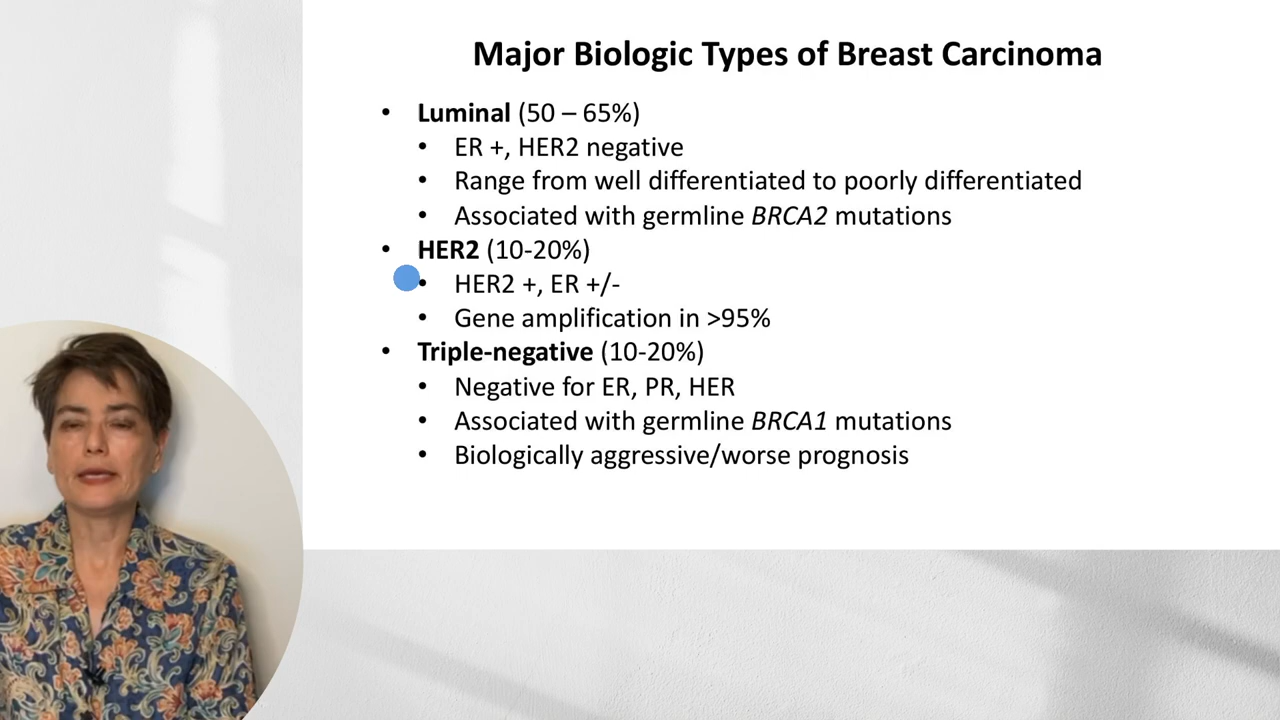 Major Biologic Types of Breast Carcinoma
• Luminal (50 – 65%)
• ER +, HER2 negative
• Range from well differentiated to poorly differentiated
• Associated with germline BRCA2 mutations
• HER2 (10-20%)
• HER2 +, ER +/-
• Gene amplification in >95%
• Triple-negative (10-20%)
• Negative for ER, PR, HER
• Associated with germline BRCA1 mutations
• Biologically aggressive/worse prognosis